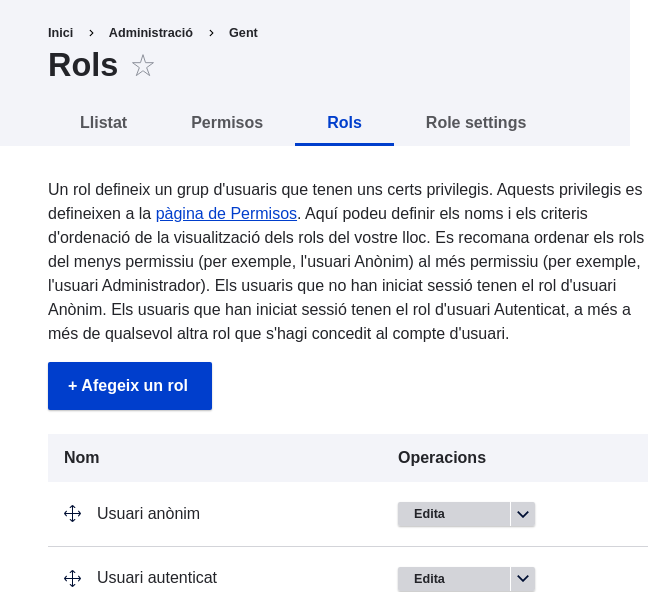 Inici › Administració › Gent
Rols
Llistat Permisos Rols Role settings
Un rol defineix un grup d'usuaris que tenen uns certs privilegis. Aquests privilegis es
defineixen a la pàgina de Permisos. Aquí podeu definir els noms i els criteris
d'ordenació de la visualització dels rols del vostre lloc. Es recomana ordenar els rols
del menys permissiu (per exemple, l'usuari Anònim) al més permissiu (per exemple,
l'usuari Administrador). Els usuaris que no han iniciat sessió tenen el rol d'usuari
Anònim. Els usuaris que han iniciat sessió tenen el rol d'usuari Autenticat, a més a
més de qualsevol altra rol que s'hagi concedit al compte d'usuari.
+ Afegeix un rol
Nom Operacions
Usuari anònim Edita
Usuari autenticat Edita